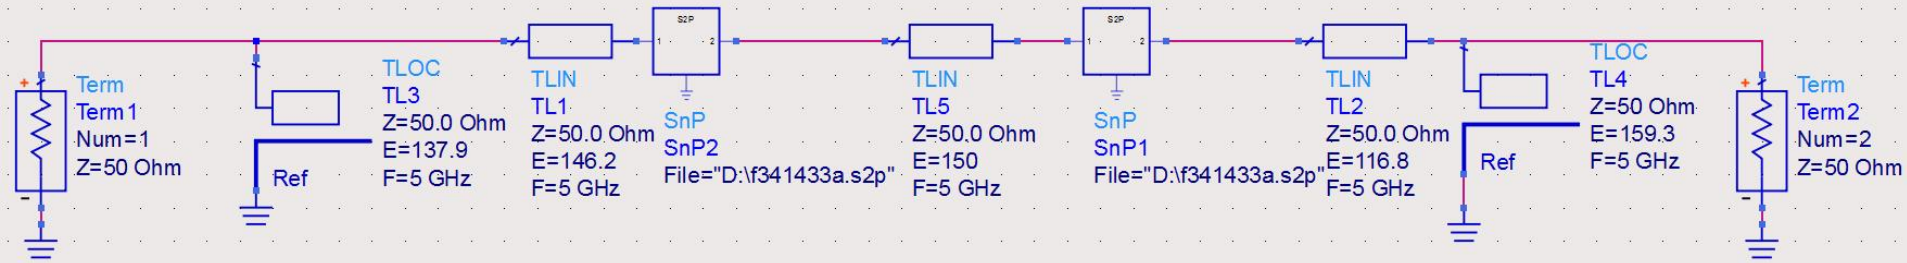 +
Term
Term1
Num=1
Z=50 Ohm
-
Ref
TLOC
TL3
Z=50.0 Ohm
E=137.9
F=5 GHz
TLIN
TL1
Z=50.0 Ohm
E=146.2
F=5 GHz
S2P
1
2
SnP
SnP2
File="D:\f341433a.s2p"
TLIN
TL5
Z=50.0 Ohm
E=150
F=5 GHz
S2P
1
2
SnP
SnP1
File="D:\f341433a.s2p"
TLIN
TL2
Z=50.0 Ohm
E=116.8
F=5 GHz
Ref
TLOC
TL4
Z=50 Ohm
E=159.3
F=5 GHz
+
Term
Term2
Num=2
Z=50 Ohm
-